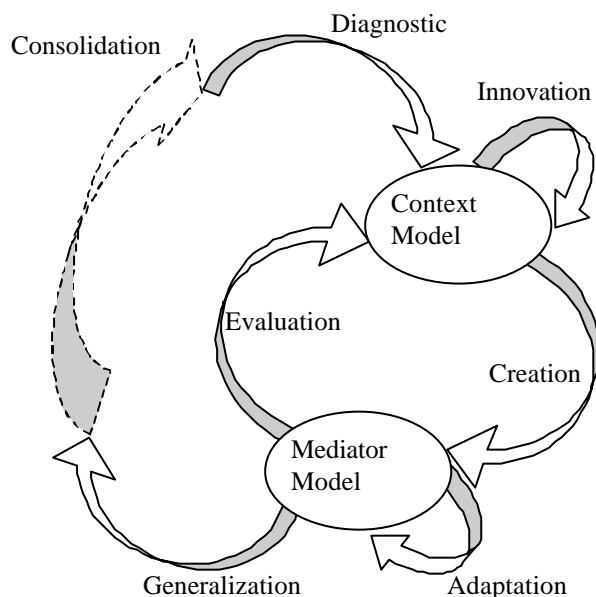 Diagnostic
Consolidation
Innovation
Context
Model
Evaluation
Creation
Mediator
Model
Generalization
Adaptation